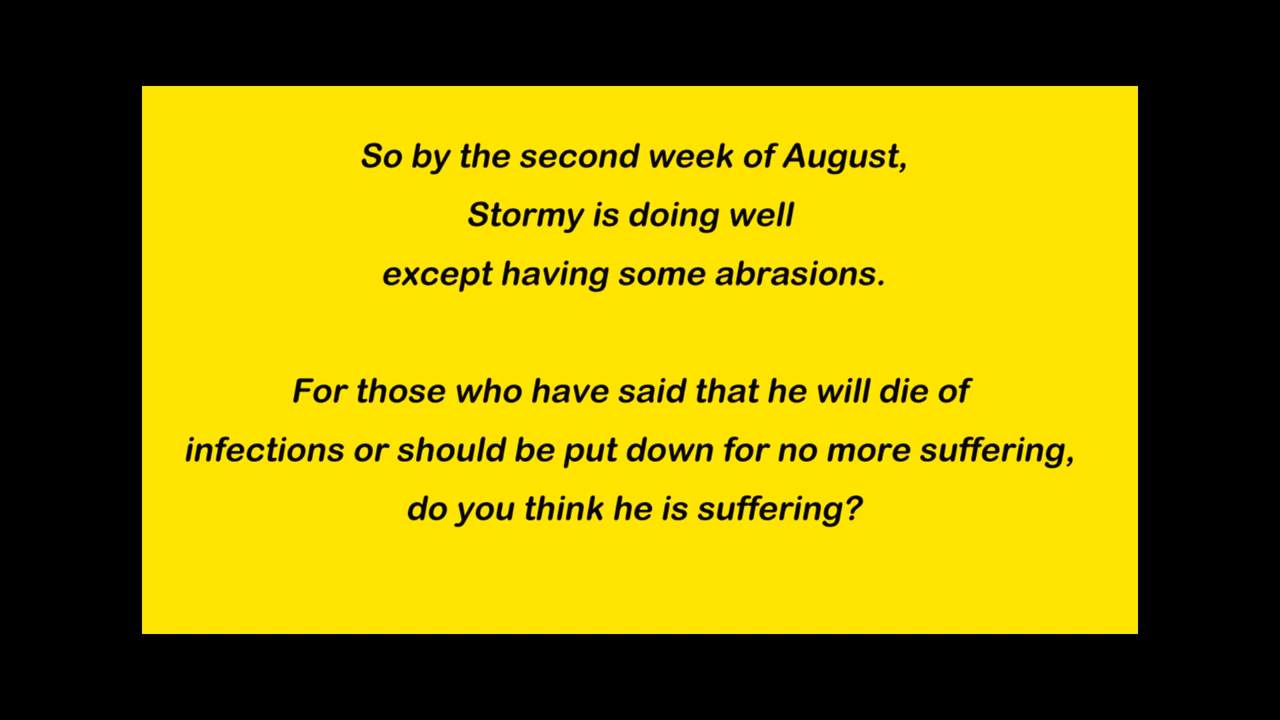 So by the second week of August,
Stormy is doing well
except having some abrasions.
For those who have said that he will die of
infections or should be put down for no more suffering,
do you think he is suffering?